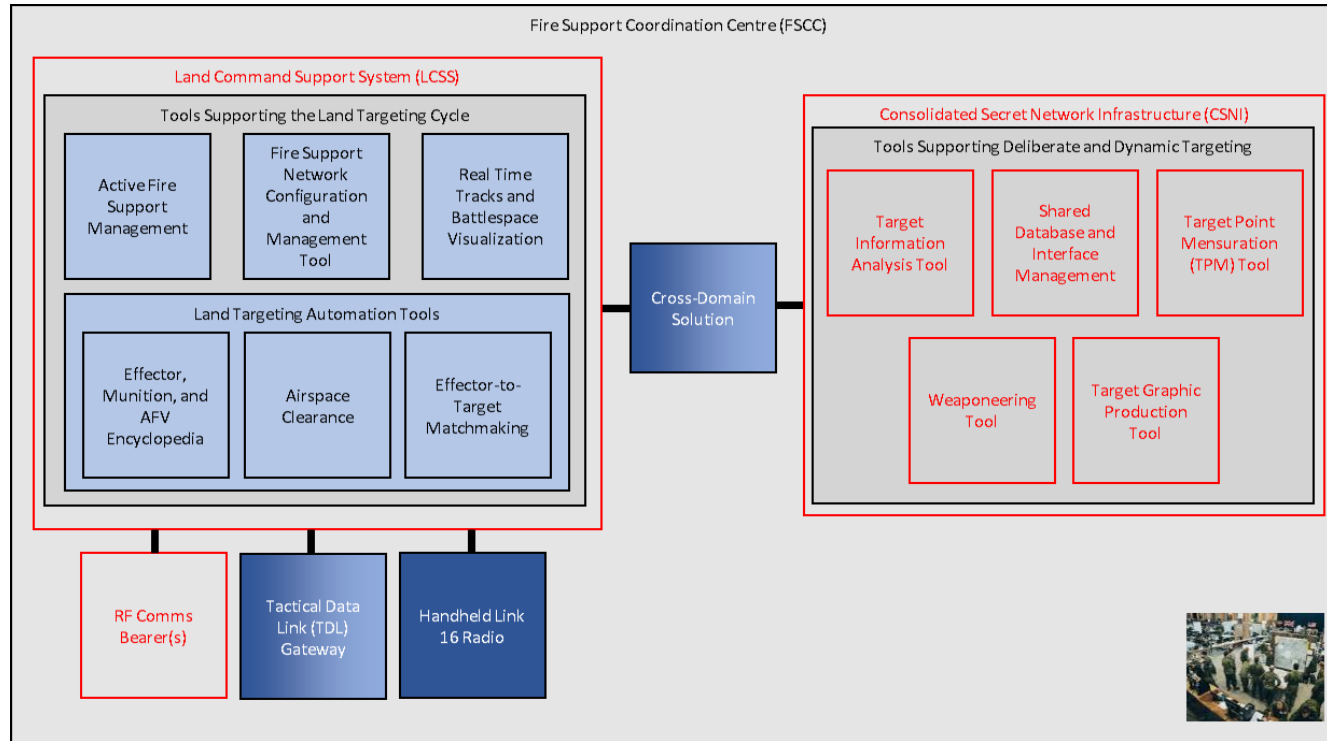 Fire Support Coordination Centre (FSCC)
Land Command Support System (LCSS)
Tools Supporting the Land Targeting Cycle
Active Fire
Support
Management
Fire Support
Network
Configuration
and
Management
Tool
Real Time
Tracks and
Battlespace
Visualization
Land Targeting Automation Tools
Effector,
Munition, and
AFV
Encyclopedia
Airspace
Clearance
Effector-to-
Target
Matchmaking
Cross-Domain
Solution
Consolidated Secret Network Infrastructure (CSNI)
Tools Supporting Deliberate and Dynamic Targeting
Target
Information
Analysis Tool
Shared
Database and
Interface
Management
Target Point
Mensuration
(TPM) Tool
Weaponeering
Tool
Target Graphic
Production
Tool
RF Comms
Bearer(s)
Tactical Data
Link (TDL)
Gateway
Handheld Link
16 Radio